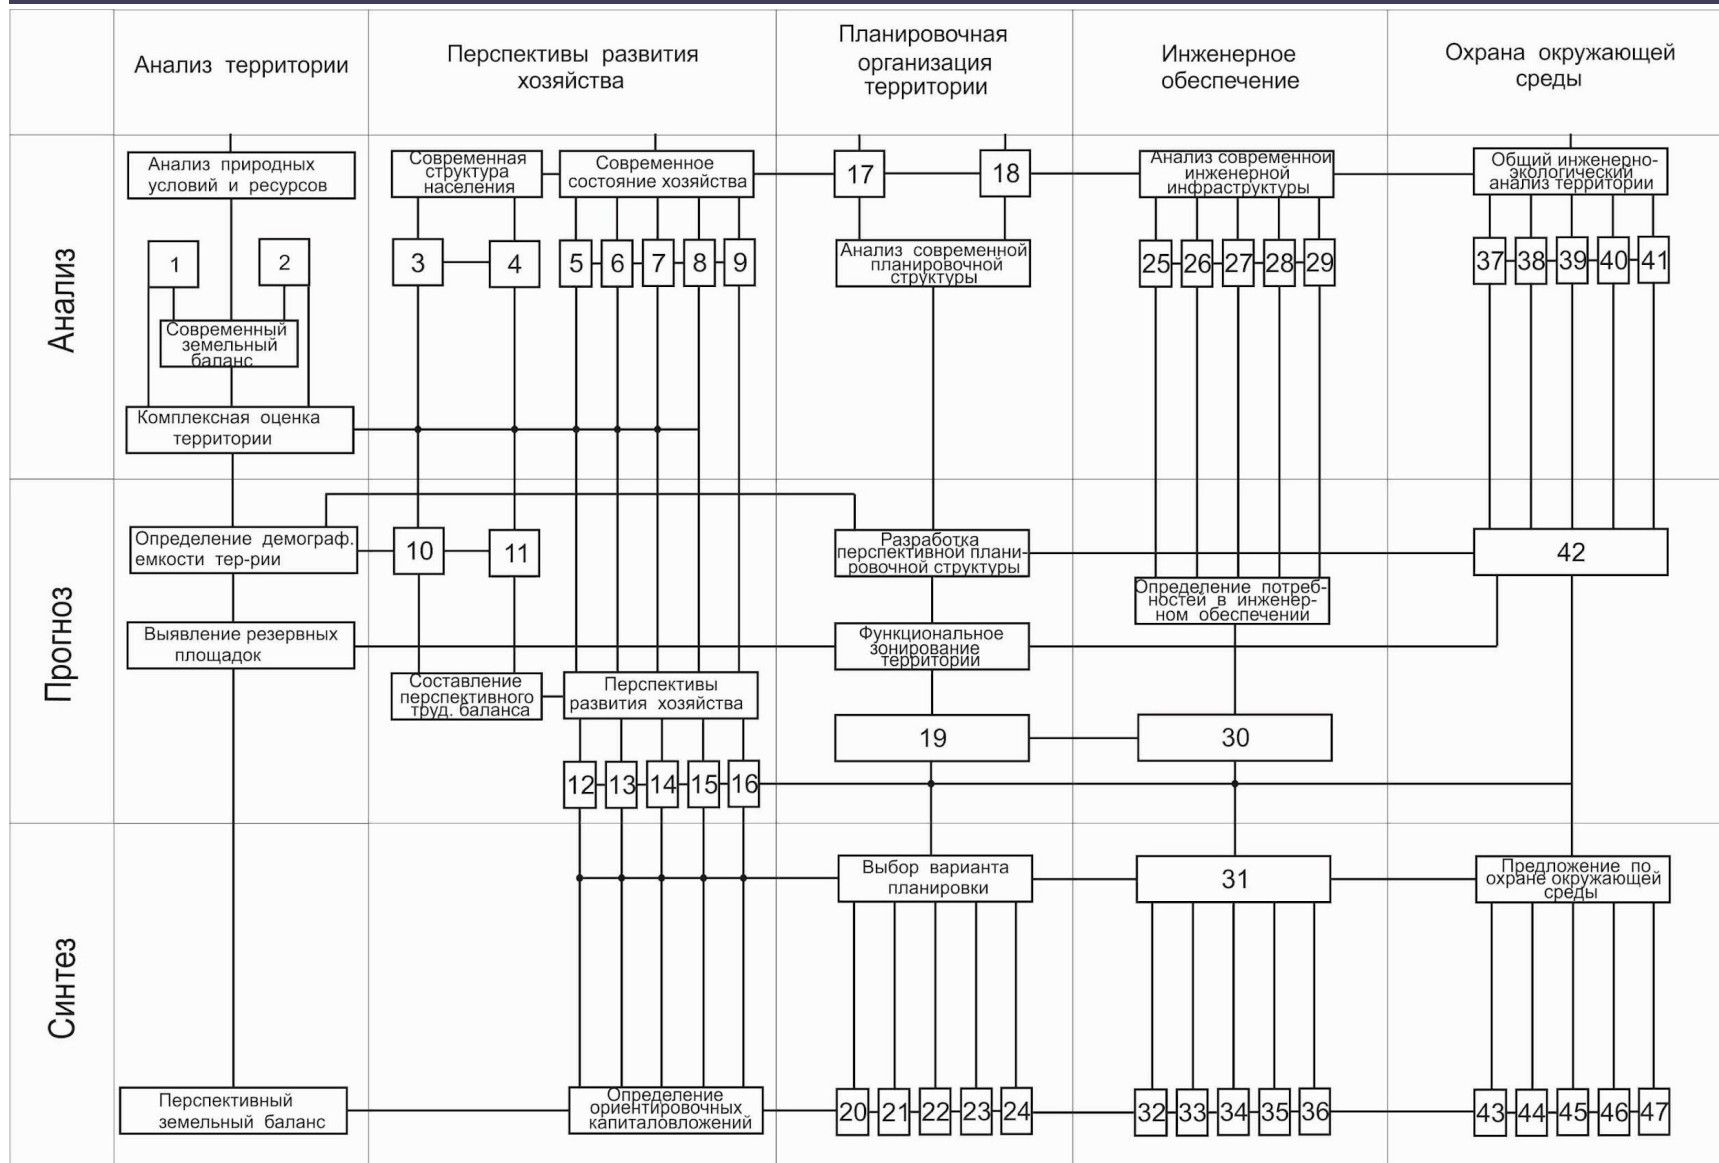 Анализ территории
Перспективы развития
хозяйства
Планировочная
организация
территории
Инженерное
обеспечение
Охрана окружающей
среды
Анализ
Анализ природных
условий и ресурсов
1
2
Современный
земельный
баланс
Комплексная оценка
территории
Современная
структура
населения
Современное
состояние хозяйства
3
4
5
6
7
8
9
17
18
Анализ современной
планировочной
структуры
Анализ современной
инженерной
инфраструктуры
25
26
27
28
29
Общий инженерно-
экологический
анализ территории
37
38
39
40
41
Прогноз
Определение демограф.
емкости тер-рии
Выявление резервных
площадок
10
11
Составление
перспективного
труд. баланса
Перспективы
развития хозяйства
12
13
14
15
16
Разработка
перспективной плани-
ровочной структуры
Функциональное
зонирование
территории
19
Определение потреб-
ностей в инженер-
ном обеспечении
30
42
Синтез
Перспективный
земельный баланс
Определение
ориентировочных
капиталовложений
Выбор варианта
планировки
20
21
22
23
24
31
32
33
34
35
36
Предложение по
охране окружающей
среды
43
44
45
46
47